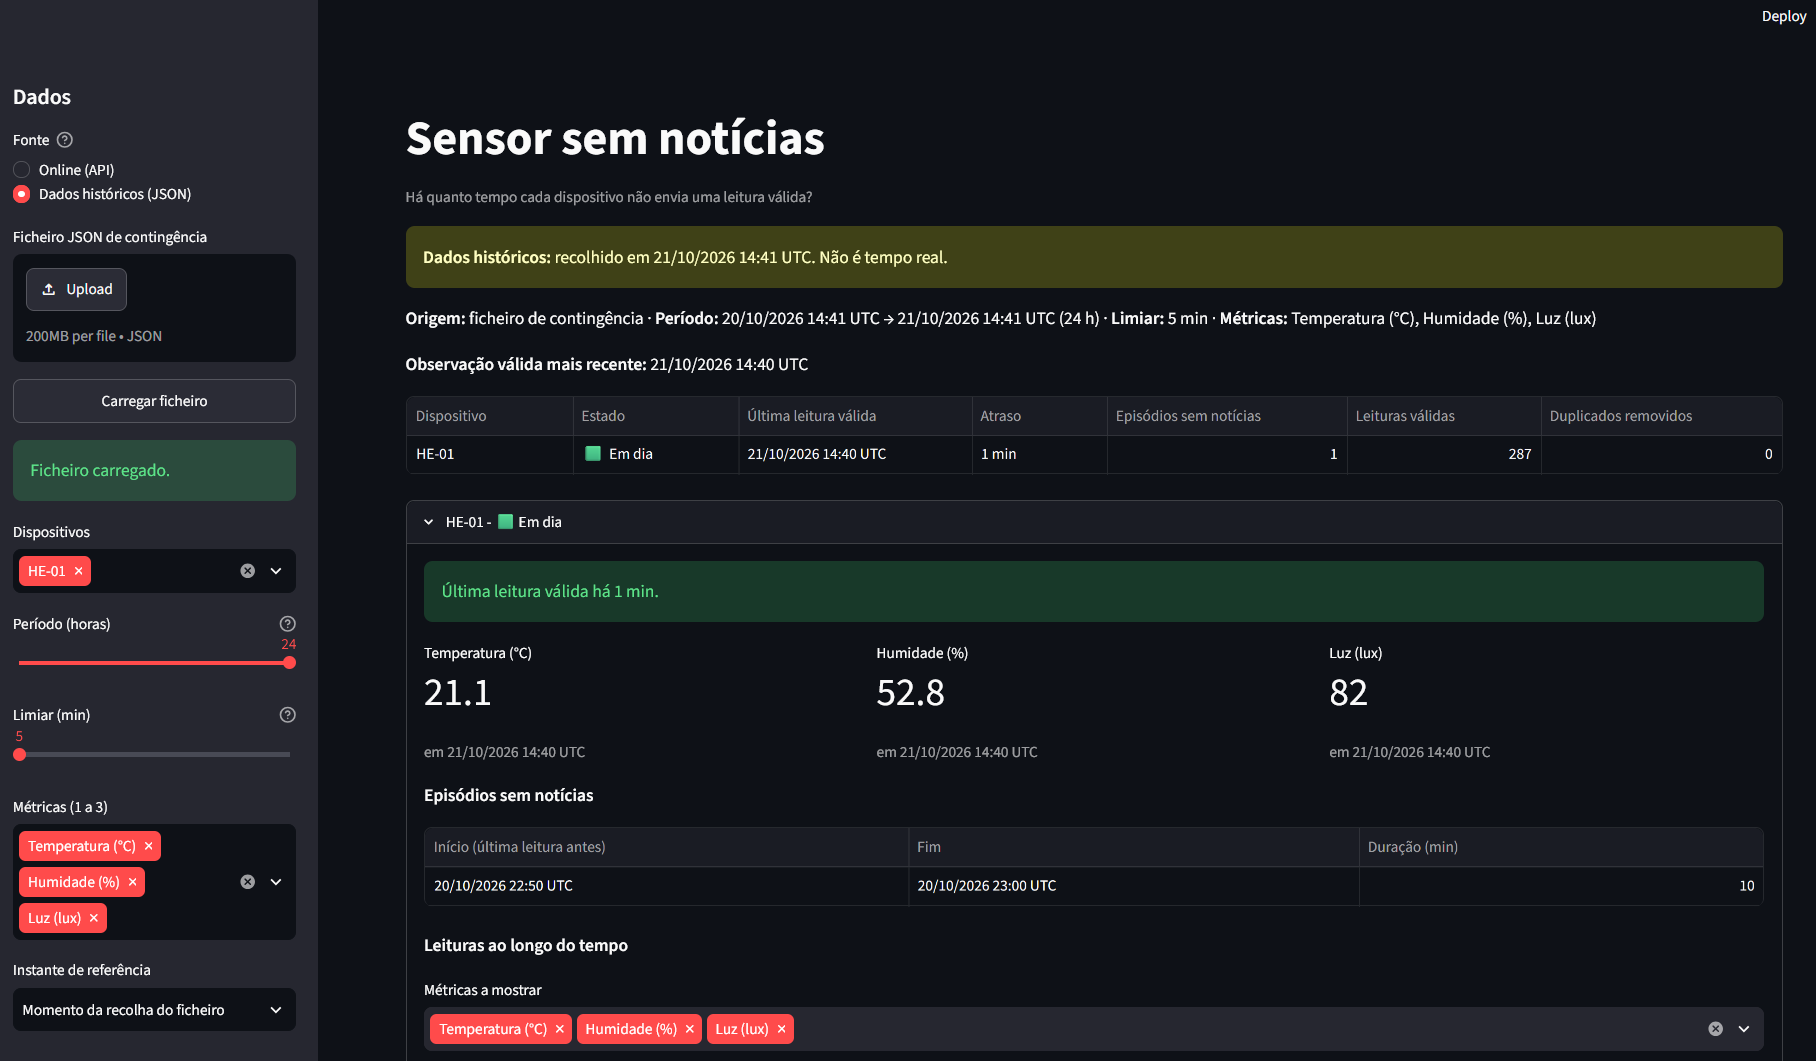 Deploy
Dados
Fonte
Online (API)
Dados históricos (JSON)
Ficheiro JSON de contingência
Upload
200MB per file • JSON
Carregar ficheiro
Ficheiro carregado.
Dispositivos
HE-01
Período (horas)
24
Limiar (min)
5
Métricas (1 a 3)
Temperatura (°C)
Humidade (%)
Luz (lux)
Instante de referência
Momento da recolha do ficheiro
Sensor sem notícias
Há quanto tempo cada dispositivo não envia uma leitura válida?
Dados históricos: recolhido em 21/10/2026 14:41 UTC. Não é tempo real.
Origem: ficheiro de contingência · Período: 20/10/2026 14:41 UTC → 21/10/2026 14:41 UTC (24 h) · Limiar: 5 min · Métricas: Temperatura (°C), Humidade (%), Luz (lux)
Observação válida mais recente: 21/10/2026 14:40 UTC
Dispositivo Estado Última leitura válida Atraso Episódios sem notícias Leituras válidas Duplicados removidos
HE-01 Em dia 21/10/2026 14:40 UTC 1 min 1 287 0
HE-01 - Em dia
Última leitura válida há 1 min.
Temperatura (°C) Humidade (%) Luz (lux)
21.1 52.8 82
em 21/10/2026 14:40 UTC em 21/10/2026 14:40 UTC em 21/10/2026 14:40 UTC
Episódios sem notícias
Início (última leitura antes) Fim Duração (min)
20/10/2026 22:50 UTC 20/10/2026 23:00 UTC 10
Leituras ao longo do tempo
Métricas a mostrar
Temperatura (°C) Humidade (%) Luz (lux)